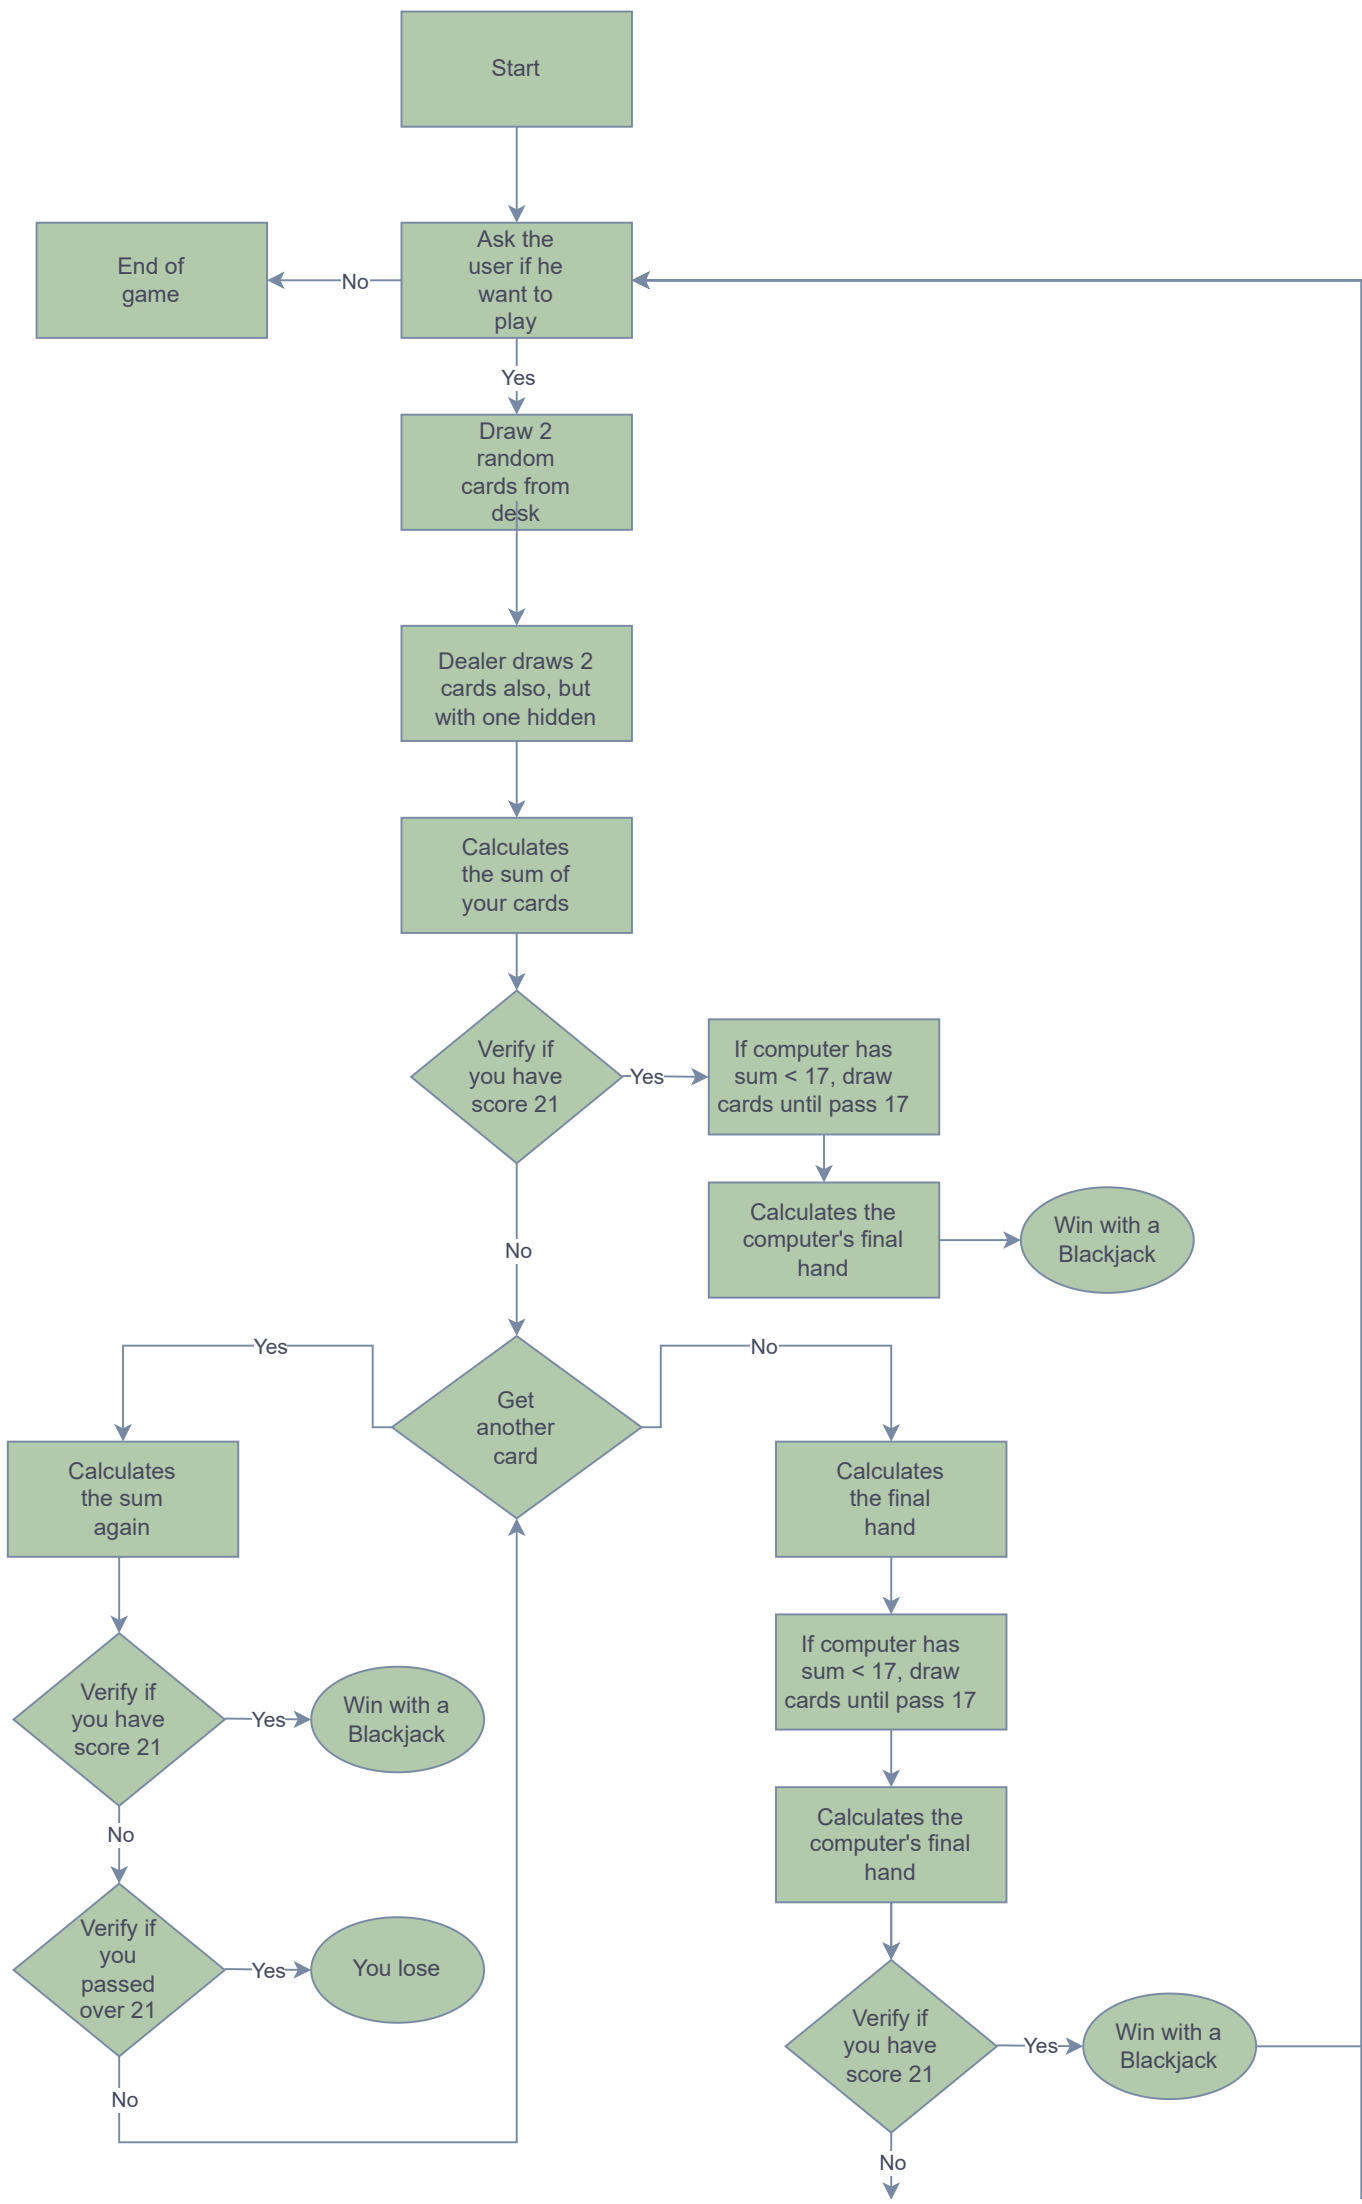 Start
End of
game
No
Ask the
user if he
want to
play
Yes
Draw 2
random
cards from
desk
Dealer draws 2
cards also, but
with one hidden
Calculates
the sum of
your cards
Verify if
you have
score 21
Yes
If computer has
sum < 17, draw
cards until pass 17
Calculates the
computer's final
hand
Win with a
Blackjack
No
Yes
Get
another
card
No
Calculates
the sum
again
Calculates
the final
hand
Verify if
you have
score 21
Yes
Win with a
Blackjack
If computer has
sum < 17, draw
cards until pass 17
No
Calculates the
computer's final
hand
Verify if
you
passed
over 21
Yes
You lose
Verify if
you have
score 21
Yes
Win with a
Blackjack
No
No